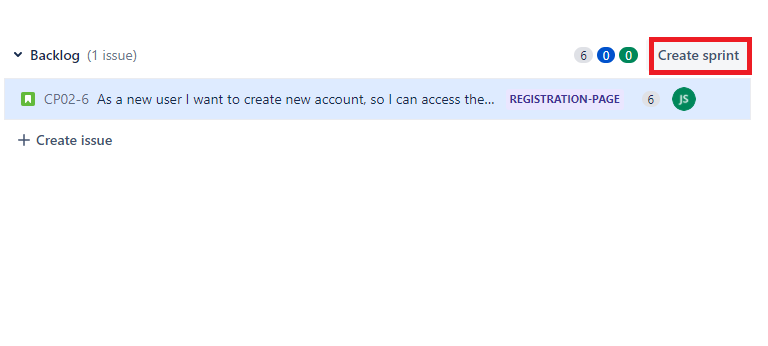 Backlog (1 issue) 6 0 0 Create sprint
CP02-6 As a new user I want to create new account, so I can access the... REGISTRATION-PAGE 6 JS
+ Create issue